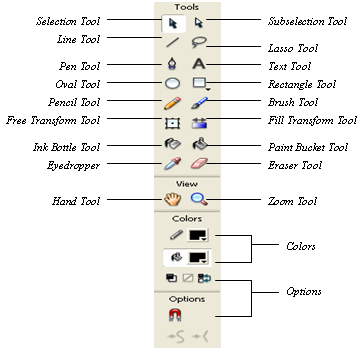 Tools
Selection Tool
Subselection Tool
Line Tool
Lasso Tool
Pen Tool
Text Tool
Oval Tool
Rectangle Tool
Pencil Tool
Brush Tool
Free Transform Tool
Fill Transform Tool
Ink Bottle Tool
Paint Bucket Tool
Eyedropper
Eraser Tool
View
Hand Tool
Zoom Tool
Colors
Colors
Options
Options